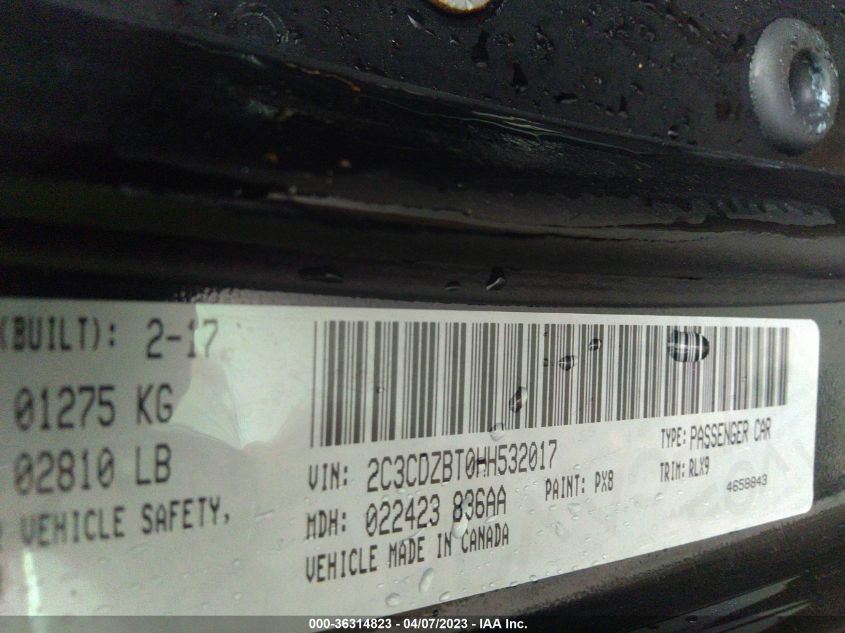 (BUILT): 2-17
01275 KG
02810 LB
VEHICLE SAFETY,
VIN: 2C3CDZBT0HH532017
TYPE: PASSENGER CAR
MDH: 022423 836AA
PAINT: PX8
TRIM: RLX9
VEHICLE MADE IN CANADA
4658843
000-36314823 - 04/07/2023 - IAA Inc.